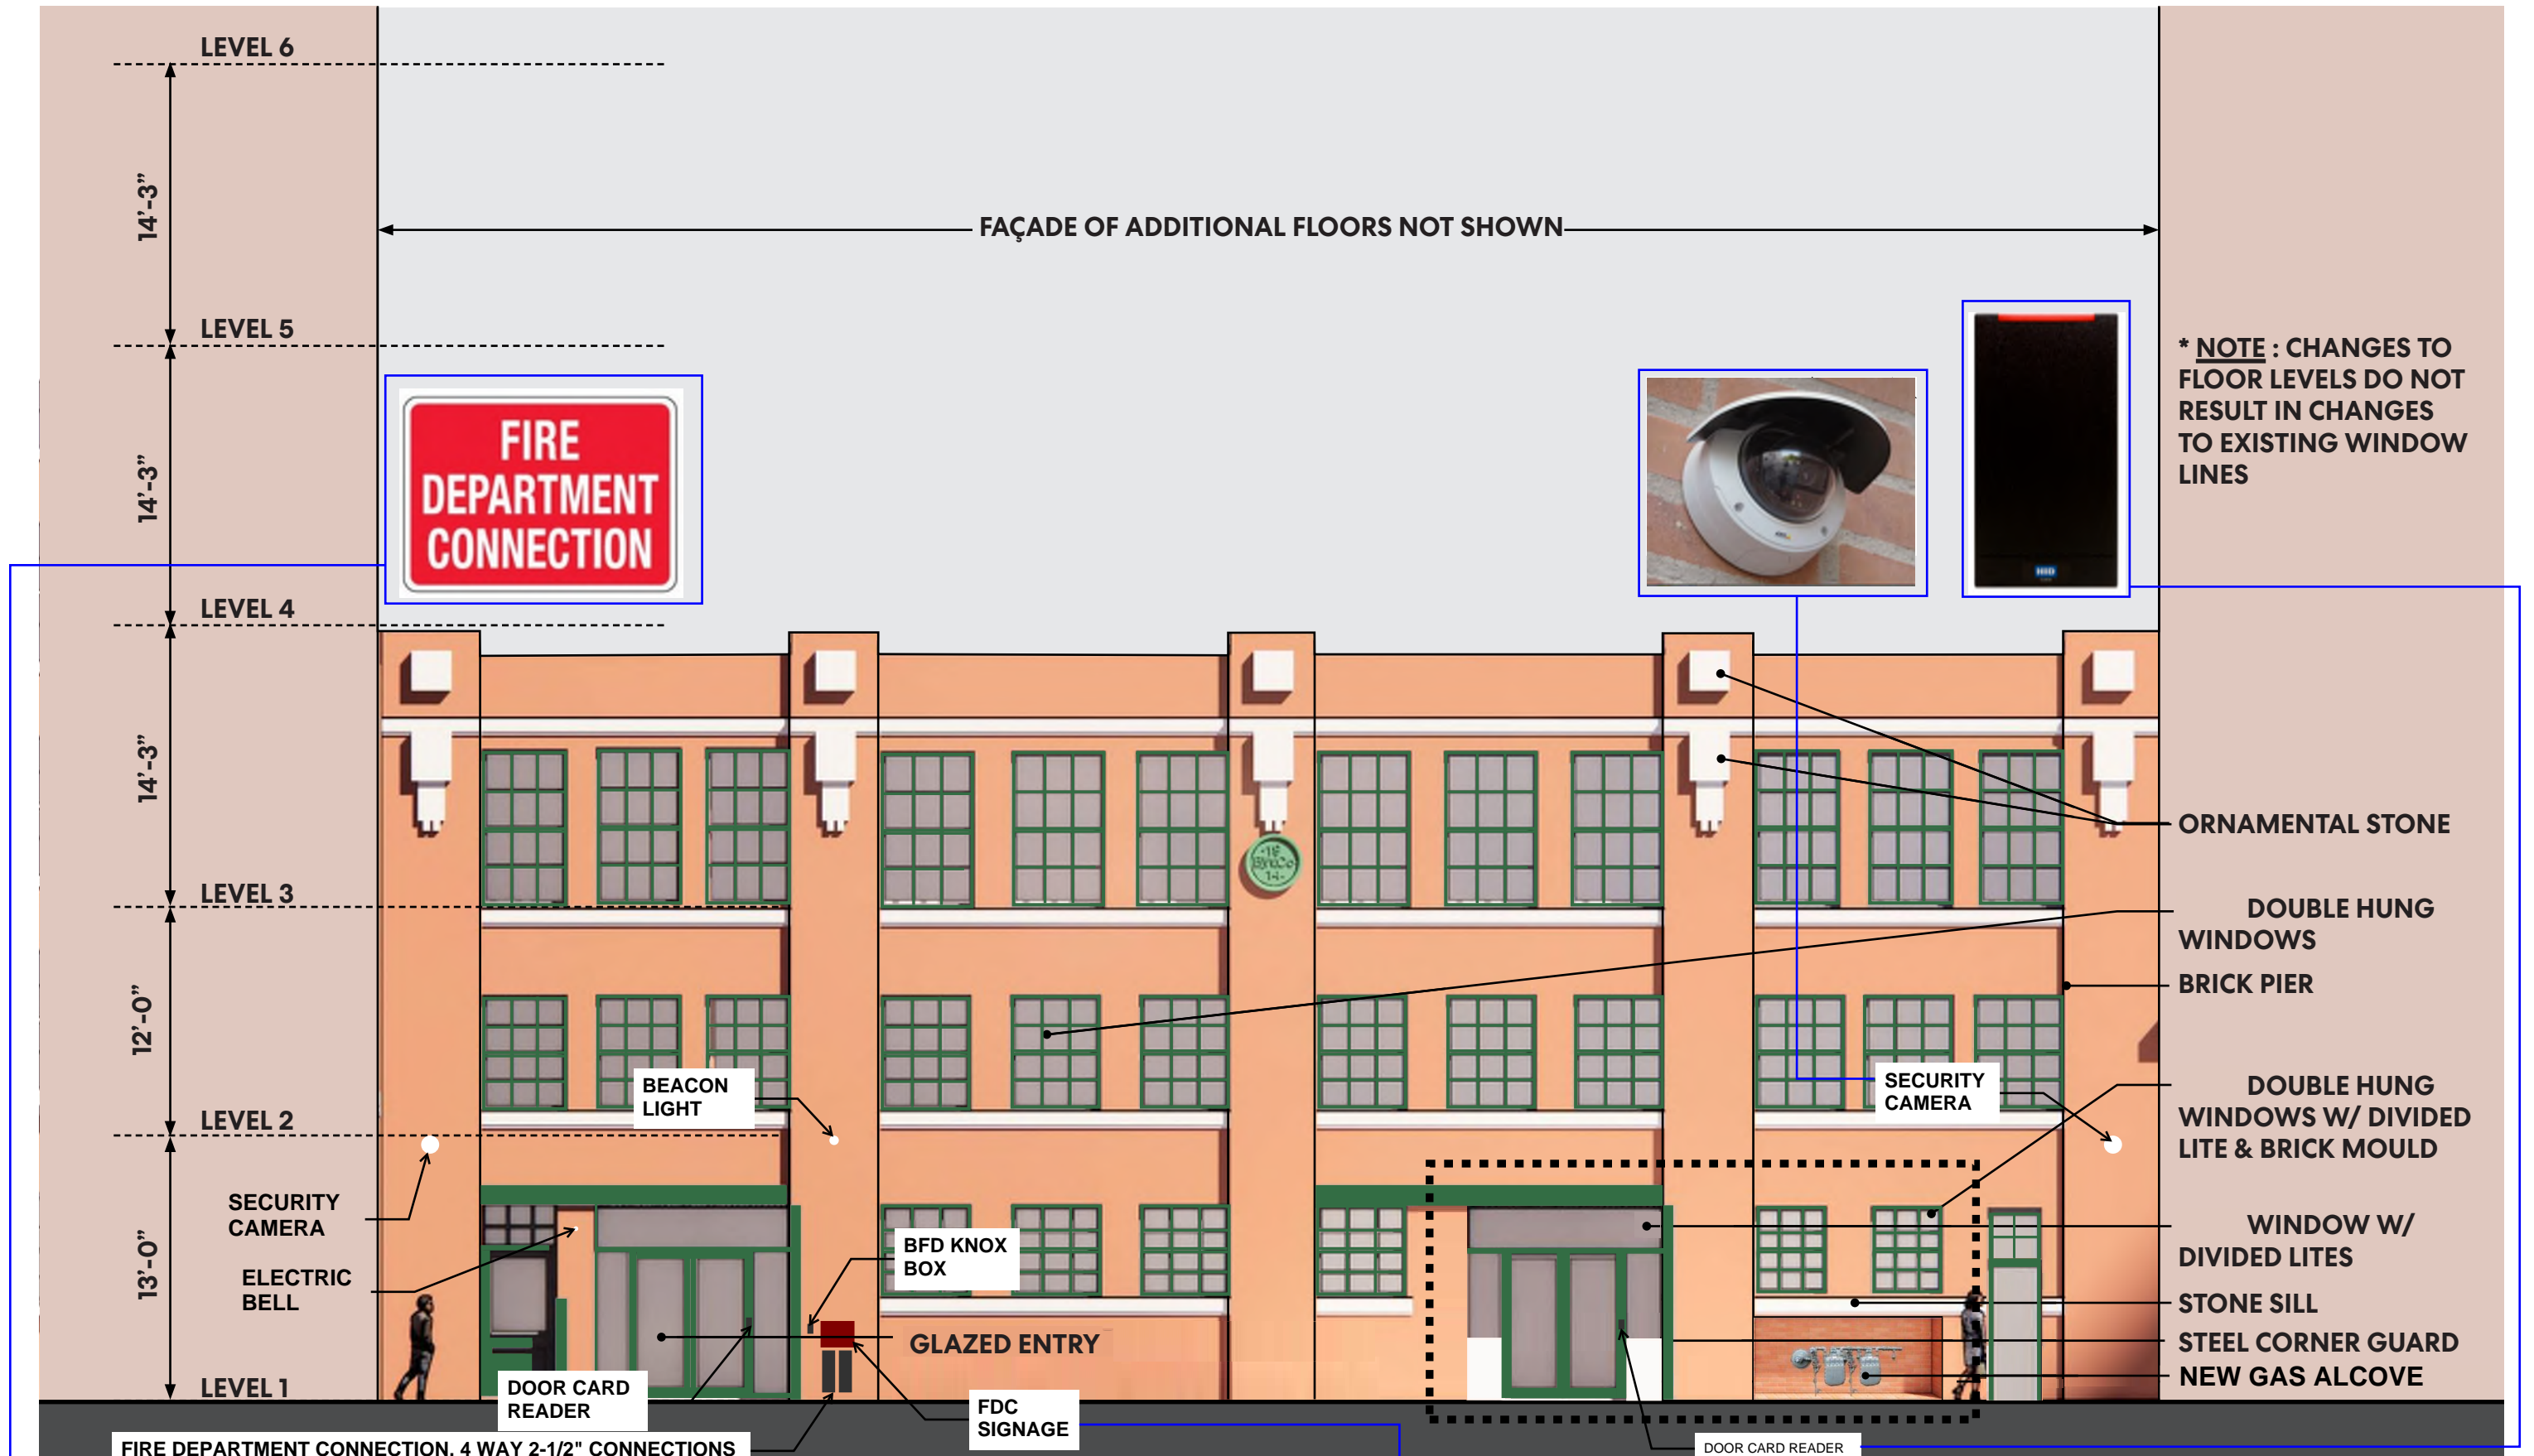 LEVEL 6
14'-3"
FAÇADE OF ADDITIONAL FLOORS NOT SHOWN
LEVEL 5
* NOTE : CHANGES TO
FLOOR LEVELS DO NOT
RESULT IN CHANGES
TO EXISTING WINDOW
LINES
FIRE
DEPARTMENT
CONNECTION
14'-3"
HID
LEVEL 4
14'-3"
ORNAMENTAL STONE
LEVEL 3
DOUBLE HUNG
WINDOWS
BRICK PIER
12'-0"
BEACON
LIGHT
SECURITY
CAMERA
DOUBLE HUNG
WINDOWS W/ DIVIDED
LITE & BRICK MOULD
LEVEL 2
SECURITY
CAMERA
WINDOW W/
DIVIDED LITES
BFD KNOX
BOX
13'-0"
ELECTRIC
BELL
STONE SILL
GLAZED ENTRY
STEEL CORNER GUARD
NEW GAS ALCOVE
LEVEL 1
DOOR CARD
READER
FDC
SIGNAGE
FIRE DEPARTMENT CONNECTION, 4 WAY 2-1/2" CONNECTIONS
DOOR CARD READER